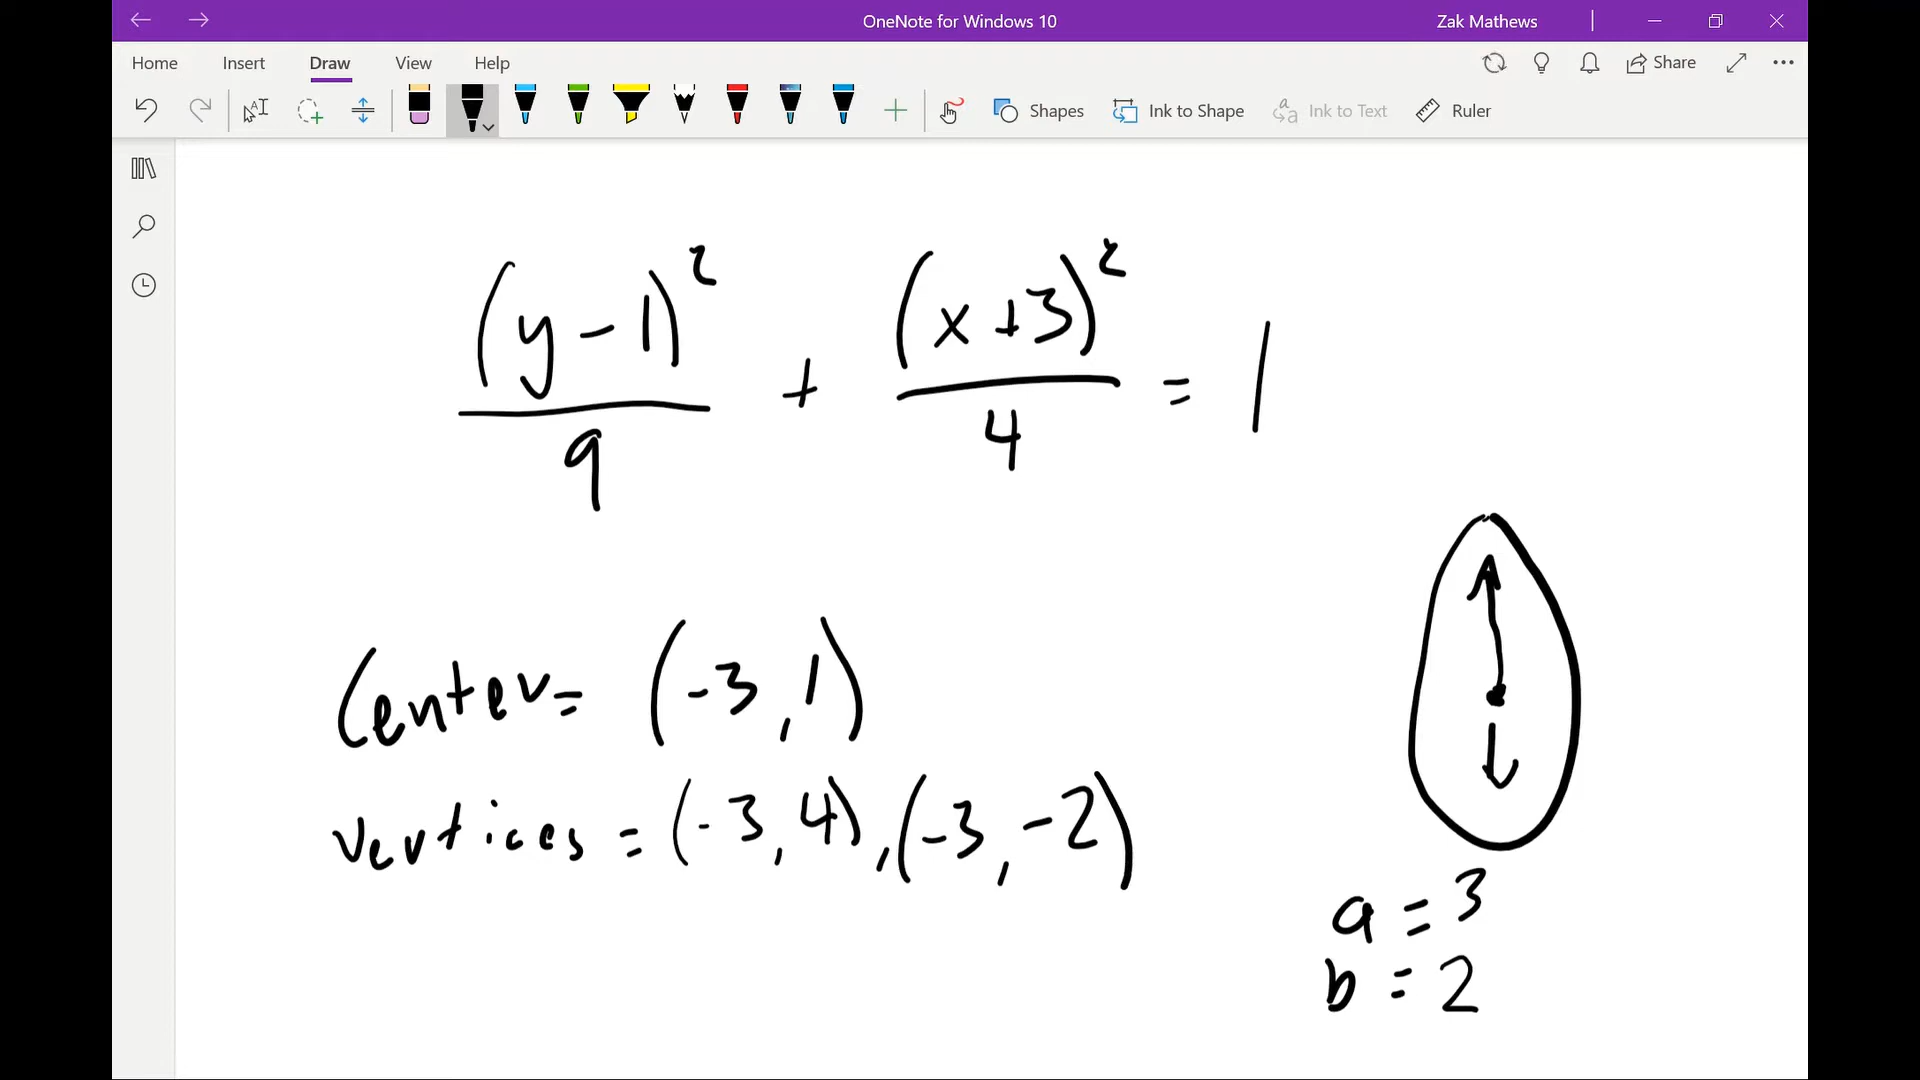 OneNote for Windows 10
Zak Mathews
Home Insert Draw View Help
Share
Shapes Ink to Shape Ink to Text Ruler
(y-1)²/9 + (x+3)²/4 = 1
Center= (-3,1)
vertices = (-3,4),(-3,-2)
a = 3
b = 2